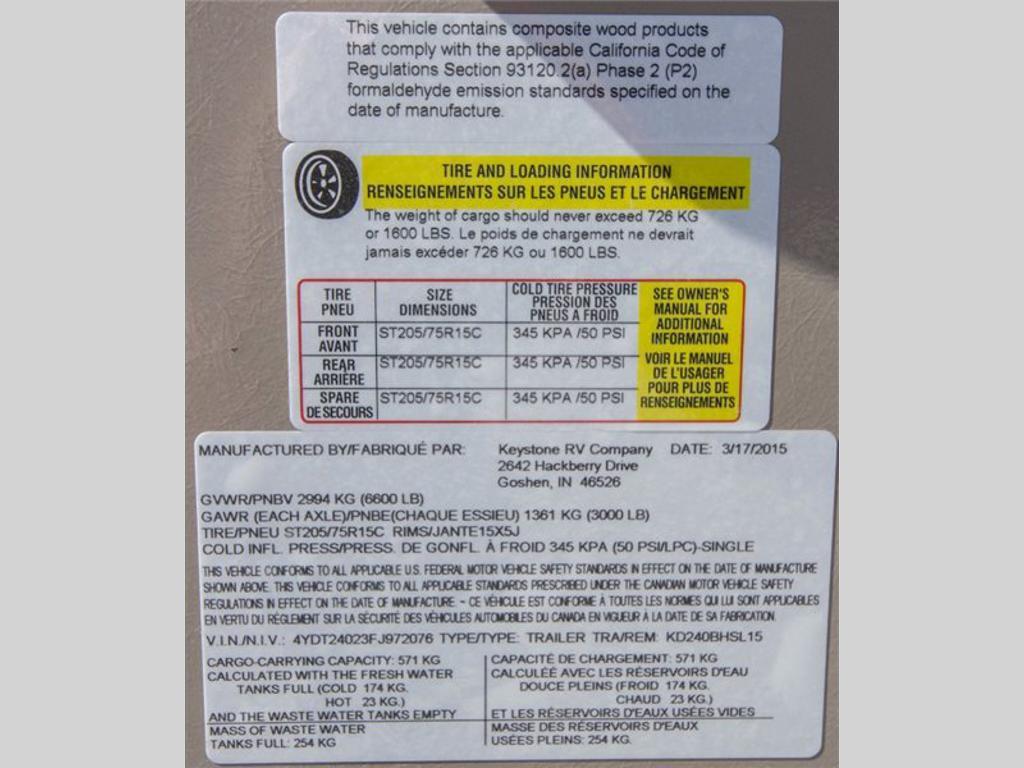 This vehicle contains composite wood products
that comply with the applicable California Code of
Regulations Section 93120.2(a) Phase 2 (P2)
formaldehyde emission standards specified on the
date of manufacture.
TIRE AND LOADING INFORMATION
RENSEIGNEMENTS SUR LES PNEUS ET LE CHARGEMENT
The weight of cargo should never exceed 726 KG
or 1600 LBS. Le poids de chargement ne devrait
jamais excéder 726 KG ou 1600 LBS.
TIRE PNEU
SIZE DIMENSIONS
COLD TIRE PRESSURE
PRESSION DES
PNEUS A FROID
FRONT AVANT ST205/75R15C 345 KPA /50 PSI
REAR ARRIÈRE ST205/75R15C 345 KPA /50 PSI
SPARE DE SECOURS ST205/75R15C 345 KPA /50 PSI
SEE OWNER'S
MANUAL FOR
ADDITIONAL
INFORMATION
VOIR LE MANUEL
DE L'USAGER
POUR PLUS DE
RENSEIGNEMENTS
MANUFACTURED BY/FABRIQUÉ PAR: Keystone RV Company DATE: 3/17/2015
2642 Hackberry Drive
Goshen, IN 46526
GVWR/PNBV 2994 KG (6600 LB)
GAWR (EACH AXLE)/PNBE(CHAQUE ESSIEU) 1361 KG (3000 LB)
TIRE/PNEU ST205/75R15C RIMS/JANTE15X5J
COLD INFL. PRESS/PRESS. DE GONFL. À FROID 345 KPA (50 PSI/LPC)-SINGLE
THIS VEHICLE CONFORMS TO ALL APPLICABLE U.S. FEDERAL MOTOR VEHICLE SAFETY STANDARDS IN EFFECT ON THE DATE OF MANUFACTURE
SHOWN ABOVE. THIS VEHICLE CONFORMS TO ALL APPLICABLE STANDARDS PRESCRIBED UNDER THE CANADIAN MOTOR VEHICLE SAFETY
REGULATIONS IN EFFECT ON THE DATE OF MANUFACTURE. - CE VÉHICULE EST CONFORME À TOUTES LES NORMES QUI LUI SONT APPLICABLES
EN VERTU DU RÈGLEMENT SUR LA SÉCURITÉ DES VÉHICULES AUTOMOBILES DU CANADA EN VIGUEUR À LA DATE DE SA FABRICATION.
V.I.N./N.I.V.: 4YDT24023FJ972076 TYPE/TYPE: TRAILER TRA/REM: KD240BHSL15
CARGO-CARRYING CAPACITY: 571 KG
CALCULATED WITH THE FRESH WATER
TANKS FULL (COLD 174 KG.
HOT 23 KG.)
AND THE WASTE WATER TANKS EMPTY
MASS OF WASTE WATER
TANKS FULL: 254 KG
CAPACITÉ DE CHARGEMENT: 571 KG
CALCULÉE AVEC LES RÉSERVOIRS D'EAU
DOUCE PLEINS (FROID 174 KG.
CHAUD 23 KG.)
ET LES RÉSERVOIRS D'EAUX USÉES VIDES
MASSE DES RÉSERVOIRS D'EAUX
USÉES PLEINS: 254 KG.